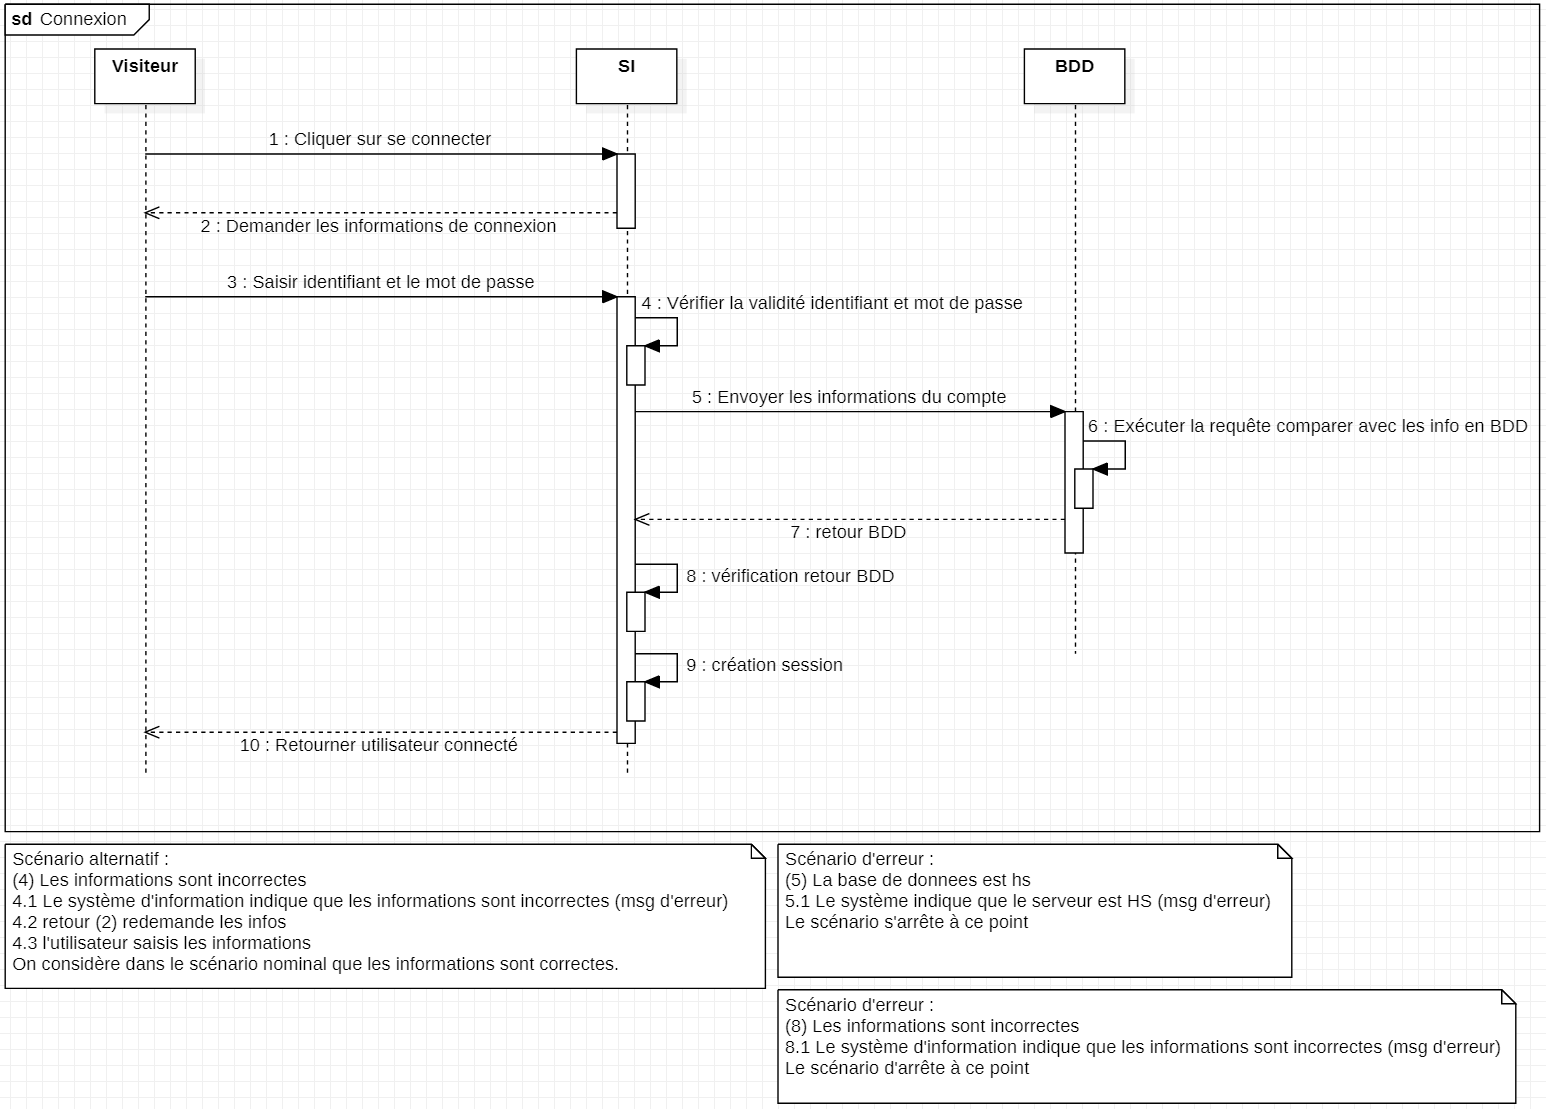 sd Connexion
Visiteur
SI
BDD
1 : Cliquer sur se connecter
2 : Demander les informations de connexion
3 : Saisir identifiant et le mot de passe
4 : Vérifier la validité identifiant et mot de passe
5 : Envoyer les informations du compte
6 : Exécuter la requête comparer avec les info en BDD
7 : retour BDD
8 : vérification retour BDD
9 : création session
10 : Retourner utilisateur connecté
Scénario alternatif :
(4) Les informations sont incorrectes
4.1 Le système d'information indique que les informations sont incorrectes (msg d'erreur)
4.2 retour (2) redemande les infos
4.3 l'utilisateur saisis les informations
On considère dans le scénario nominal que les informations sont correctes.
Scénario d'erreur :
(5) La base de donnees est hs
5.1 Le système indique que le serveur est HS (msg d'erreur)
Le scénario s'arrête à ce point
Scénario d'erreur :
(8) Les informations sont incorrectes
8.1 Le système d'information indique que les informations sont incorrectes (msg d'erreur)
Le scénario d'arrête à ce point